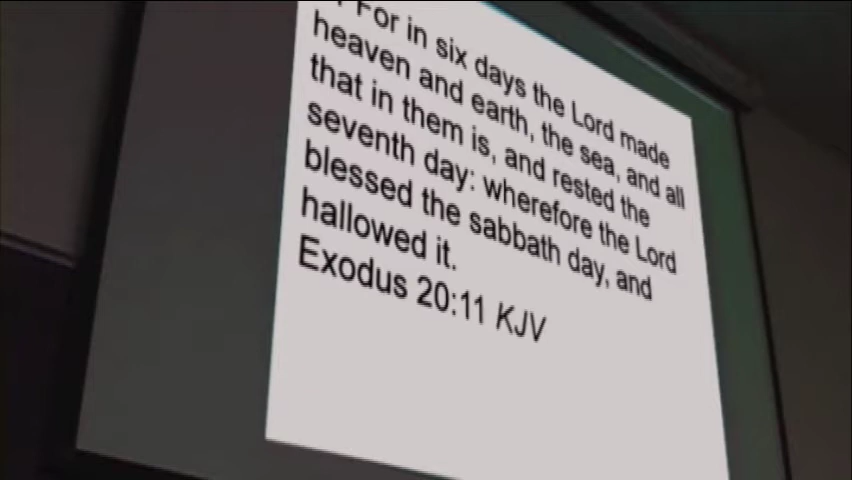 For in six days the Lord made
heaven and earth, the sea, and all
that in them is, and rested the
seventh day: wherefore the Lord
blessed the sabbath day, and
hallowed it.
Exodus 20:11 KJV